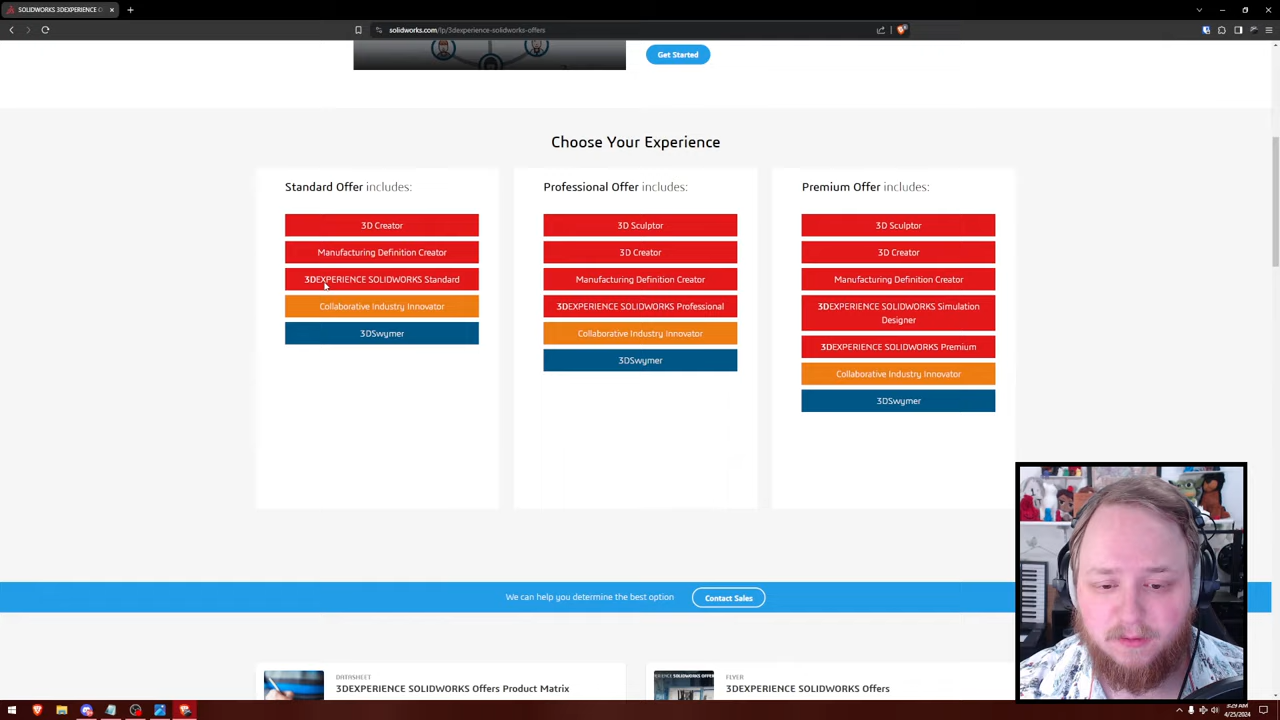 SOLIDWORKS 3DEXPERIENCE O
solidworks.com/lp/3dexperience-solidworks-offers
Get Started
Choose Your Experience
Standard Offer includes:
3D Creator
Manufacturing Definition Creator
3DEXPERIENCE SOLIDWORKS Standard
Collaborative Industry Innovator
3DSwymer
Professional Offer includes:
3D Sculptor
3D Creator
Manufacturing Definition Creator
3DEXPERIENCE SOLIDWORKS Professional
Collaborative Industry Innovator
3DSwymer
Premium Offer includes:
3D Sculptor
3D Creator
Manufacturing Definition Creator
3DEXPERIENCE SOLIDWORKS Simulation
Designer
3DEXPERIENCE SOLIDWORKS Premium
Collaborative Industry Innovator
3DSwymer
We can help you determine the best option
Contact Sales
DATASHEET
3DEXPERIENCE SOLIDWORKS Offers Product Matrix
FLYER
3DEXPERIENCE SOLIDWORKS Offers
4/25/2024